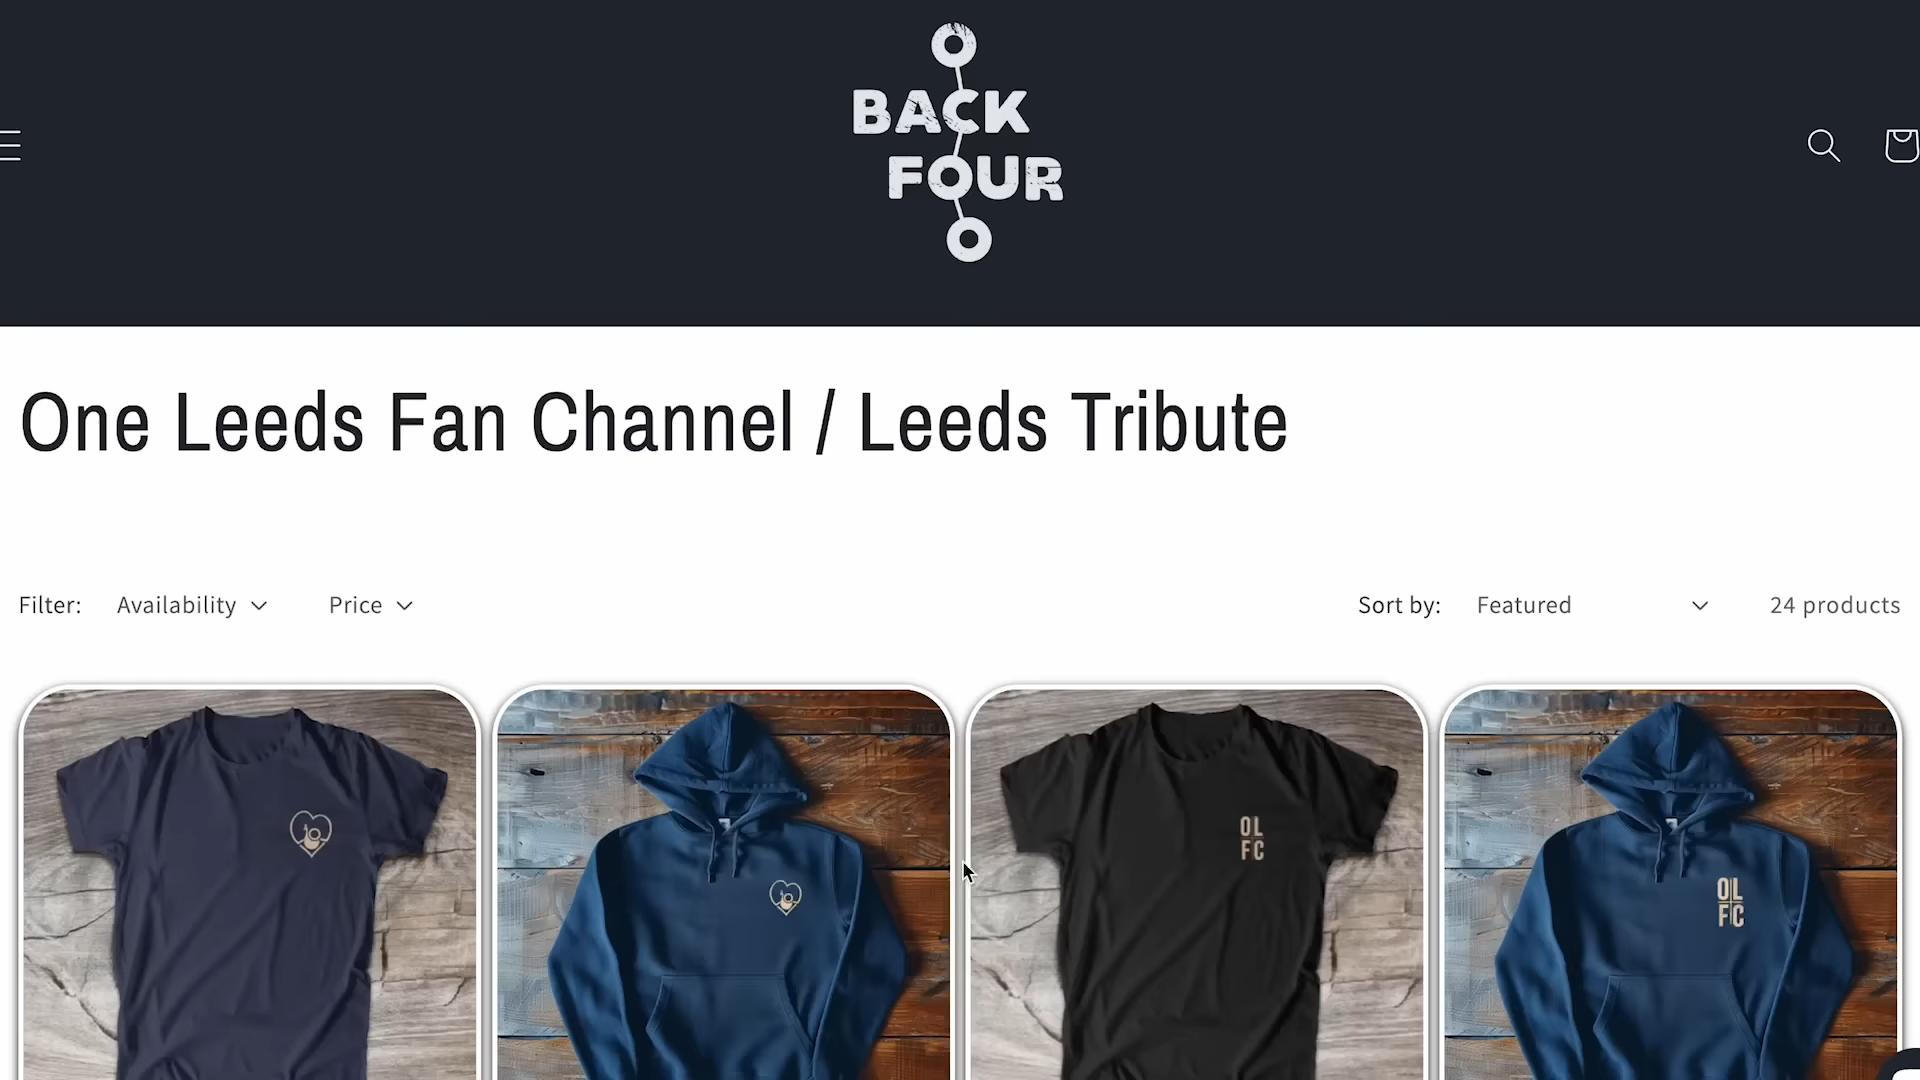 BACK
FOUR
One Leeds Fan Channel / Leeds Tribute
Filter: Availability Price
Sort by: Featured 24 products
OL
FC
OL
FC